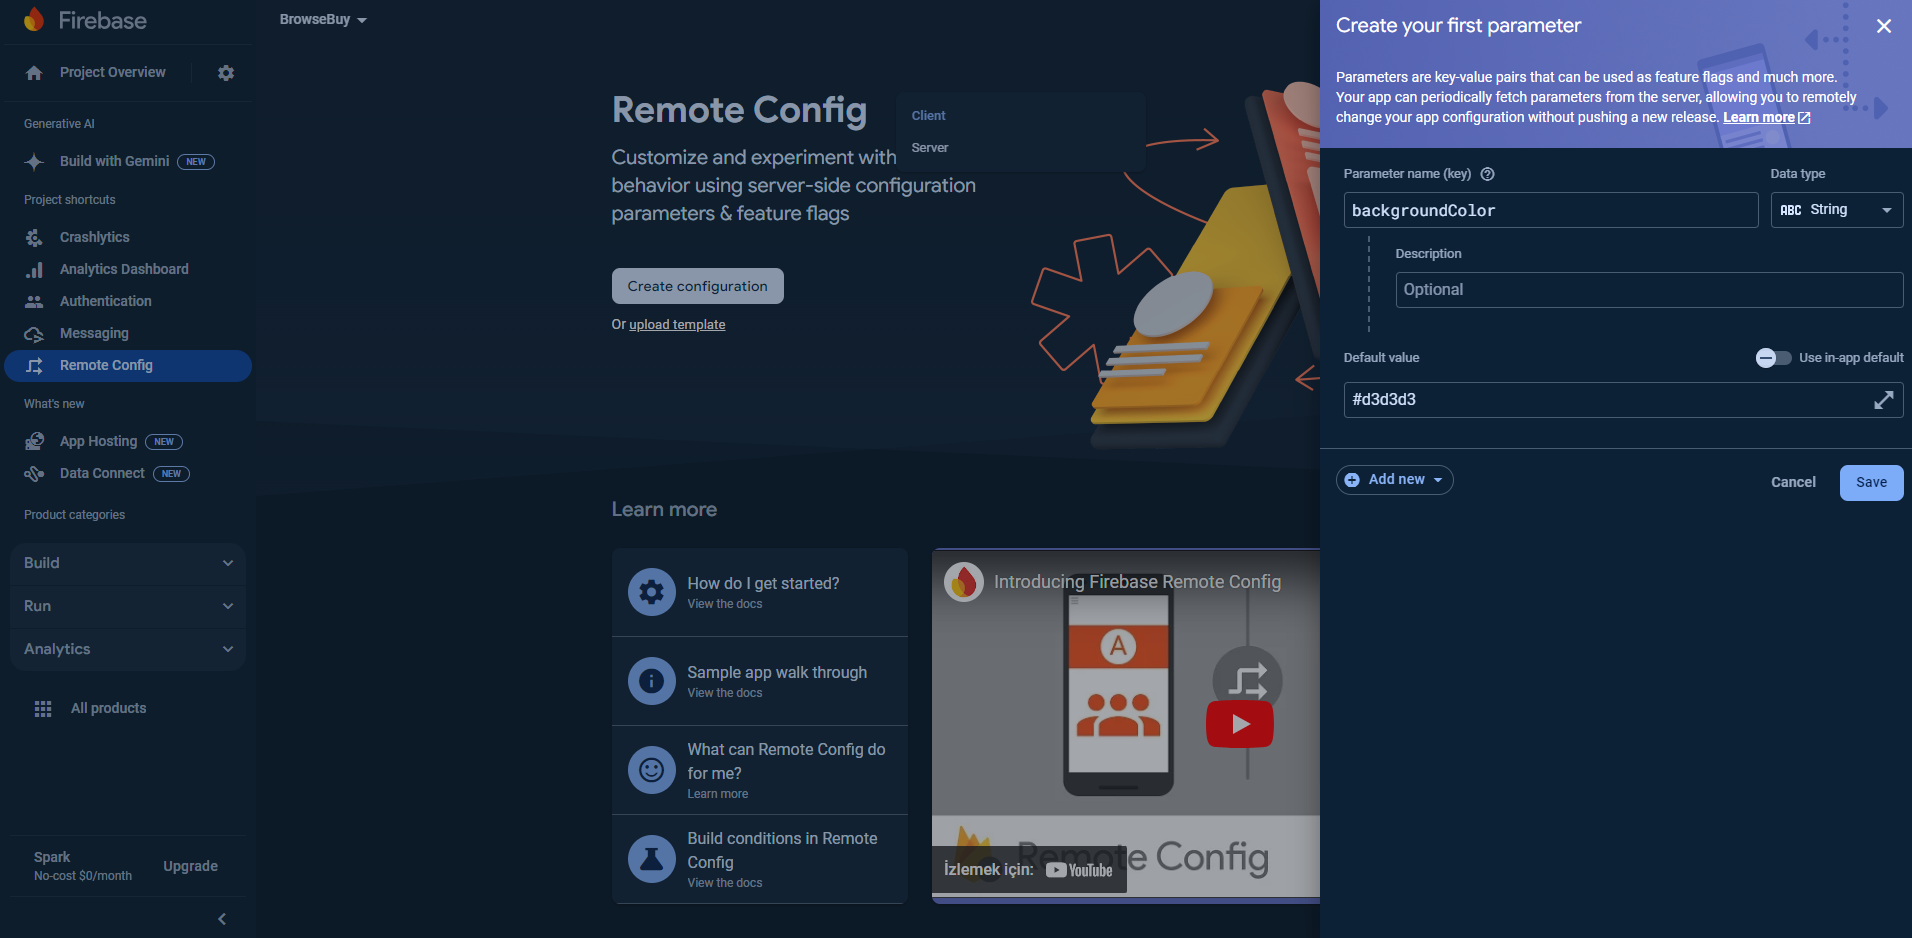 Firebase
Project Overview
Generative AI
Build with Gemini NEW
Project shortcuts
Crashlytics
Analytics Dashboard
Authentication
Messaging
Remote Config
What's new
App Hosting NEW
Data Connect NEW
Product categories
Build
Run
Analytics
All products
Spark
No-cost $0/month
Upgrade
BrowseBuy
Remote Config
Client
Server
Customize and experiment with
behavior using server-side configuration
parameters & feature flags
Create configuration
Or upload template
Learn more
How do I get started?
View the docs
Sample app walk through
View the docs
What can Remote Config do
for me?
Learn more
Build conditions in Remote
Config
View the docs
Introducing Firebase Remote Config
A
Remote Config
İzlemek için: YouTube
Create your first parameter
Parameters are key-value pairs that can be used as feature flags and much more.
Your app can periodically fetch parameters from the server, allowing you to remotely
change your app configuration without pushing a new release. Learn more
Parameter name (key)
Data type
backgroundColor
ABC String
Description
Optional
Default value
Use in-app default
#d3d3d3
Add new
Cancel
Save